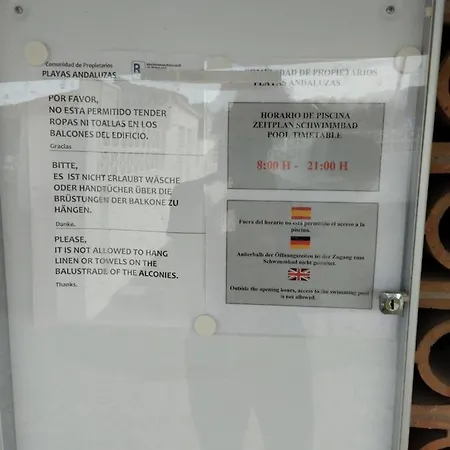 Comunidad de Propietarios
PLAYAS ANDALUZAS
R
POR FAVOR,
NO ESTA PERMITIDO TENDER
ROPAS NI TOALLAS EN LOS
BALCONES DEL EDIFICIO.
Gracias
BITTE,
ES IST NICHT ERLAUBT WÄSCHE
ODER HANDTÜCHER ÜBER DIE
BRÜSTUNGEN DER BALKONE ZU
HÄNGEN.
Danke.
PLEASE,
IT IS NOT ALLOWED TO HANG
LINEN OR TOWELS ON THE
BALUSTRADE OF THE ALCONIES.
Thanks.
DE PROPIETARIOS
PLAYAS ANDALUZAS
HORARIO DE PISCINA
ZEITPLAN SCHWIMMBAD
POOL TIMETABLE
8:00 H - 21:00 H
Fuera del horario no esta permitido el acceso a la
piscina.
Außerhalb der Öffnungszeiten ist der Zugang zum
Schwimmbad nicht gestattet.
Outside the opening hours, access to the swimming pool
is not allowed.